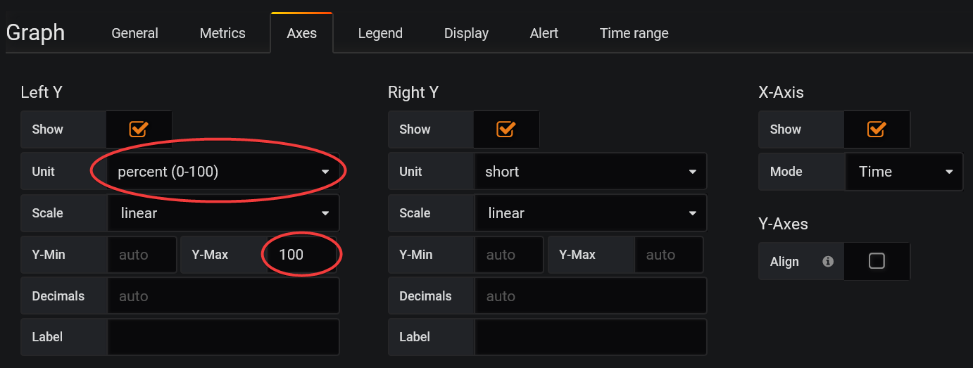 Graph General Metrics Axes Legend Display Alert Time range
Left Y
Show
Unit percent (0-100)
Scale linear
Y-Min auto Y-Max 100
Decimals auto
Label
Right Y
Show
Unit short
Scale linear
Y-Min auto Y-Max auto
Decimals auto
Label
X-Axis
Show
Mode Time
Y-Axes
Align